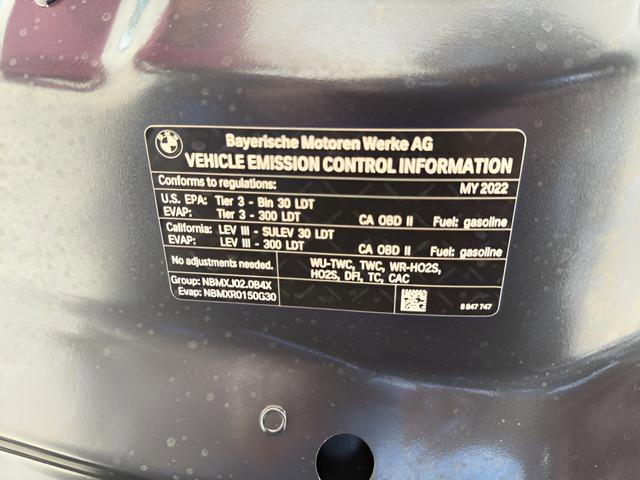 BMW
Bayerische Motoren Werke AG
VEHICLE EMISSION CONTROL INFORMATION
Conforms to regulations: MY 2022
U.S. EPA: Tier 3 - Bin 30 LDT
EVAP: Tier 3 - 300 LDT CA OBD II Fuel: gasoline
California: LEV III - SULEV 30 LDT
EVAP: LEV III - 300 LDT CA OBD II Fuel: gasoline
No adjustments needed. WU-TWC, TWC, WR-HO2S,
HO2S, DFI, TC, CAC
Group: NBMXJ02.0B4X
Evap: NBMXR0150G30
8 847 747